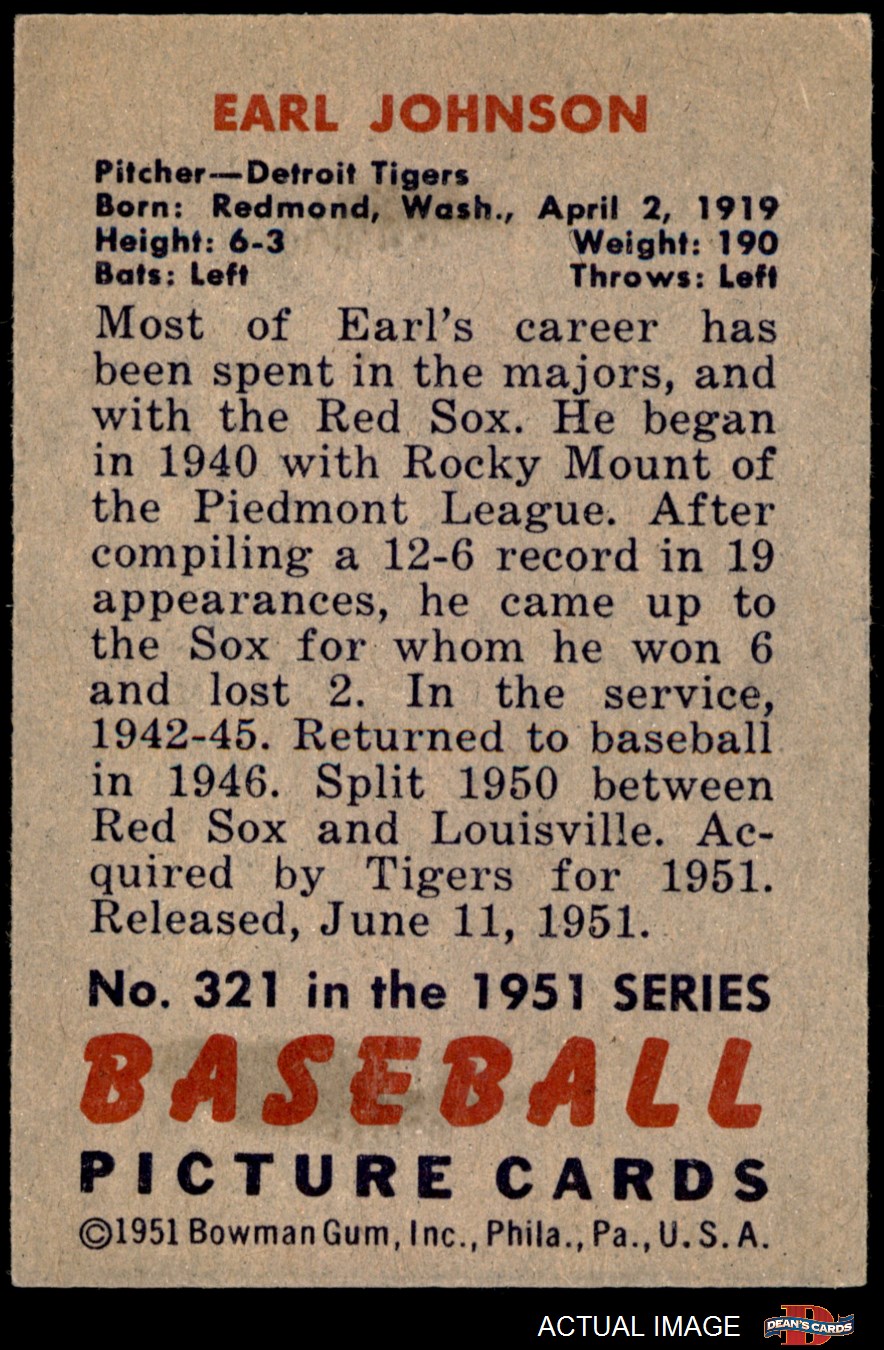 EARL JOHNSON
Pitcher—Detroit Tigers
Born: Redmond, Wash., April 2, 1919
Height: 6-3 Weight: 190
Bats: Left Throws: Left
Most of Earl's career has
been spent in the majors, and
with the Red Sox. He began
in 1940 with Rocky Mount of
the Piedmont League. After
compiling a 12-6 record in 19
appearances, he came up to
the Sox for whom he won 6
and lost 2. In the service,
1942-45. Returned to baseball
in 1946. Split 1950 between
Red Sox and Louisville. Ac-
quired by Tigers for 1951.
Released, June 11, 1951.
No. 321 in the 1951 SERIES
BASEBALL
PICTURE CARDS
©1951 Bowman Gum, Inc., Phila., Pa., U.S.A.
ACTUAL IMAGE D DEAN'S CARDS